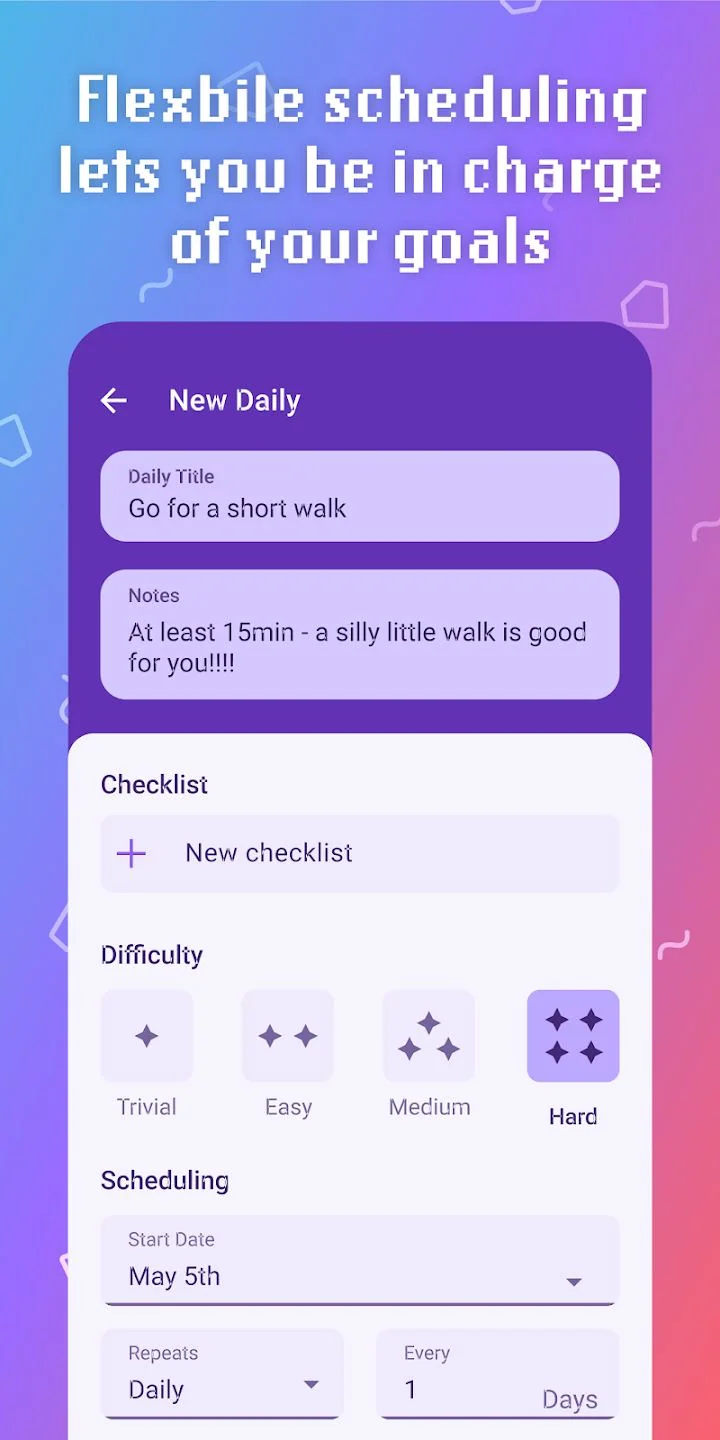 Flexbile scheduling
lets you be in charge
of your goals
New Daily
Daily Title
Go for a short walk
Notes
At least 15min - a silly little walk is good
for you!!!!
Checklist
New checklist
Difficulty
Trivial
Easy
Medium
Hard
Scheduling
Start Date
May 5th
Repeats
Daily
Every
1
Days